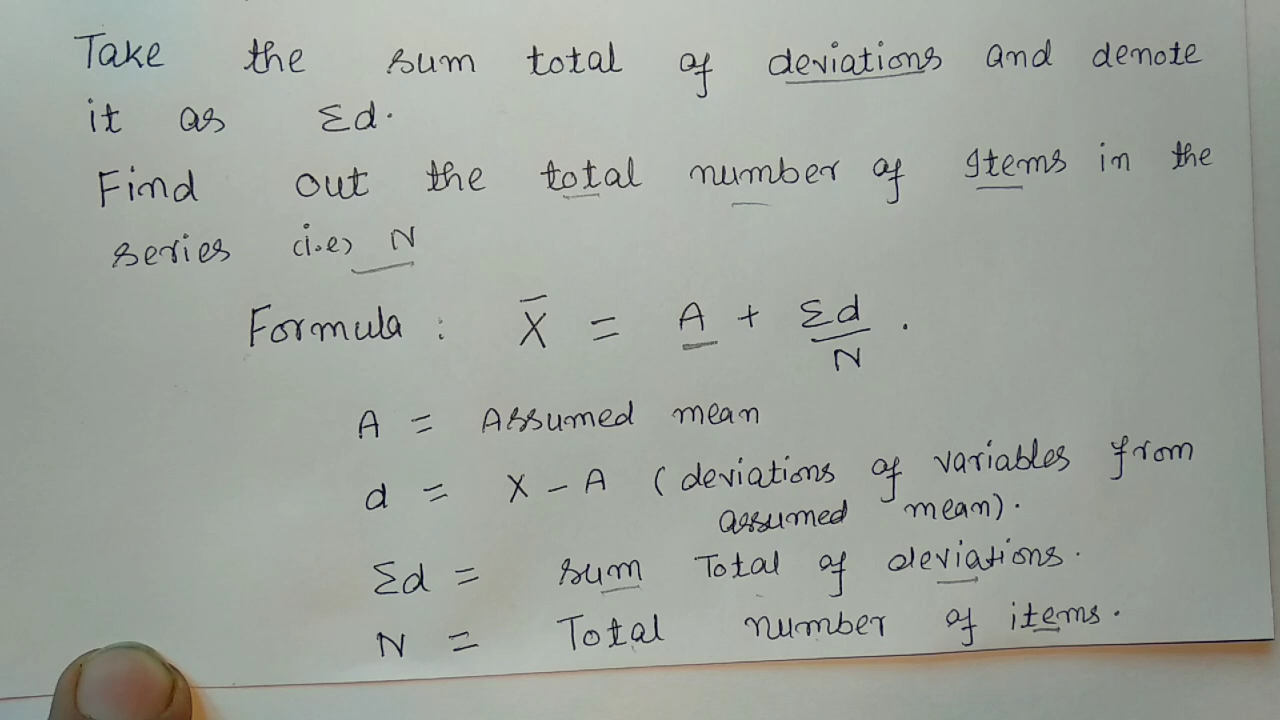 Take the sum total of deviations and denote
it as Σd.
Find out the total number of Items in the
series (i.e) N
Formula : X̄ = A + Σd/N .
A = Assumed mean
d = X - A (deviations of variables from
assumed mean).
Σd = sum Total of deviations.
N = Total number of items.